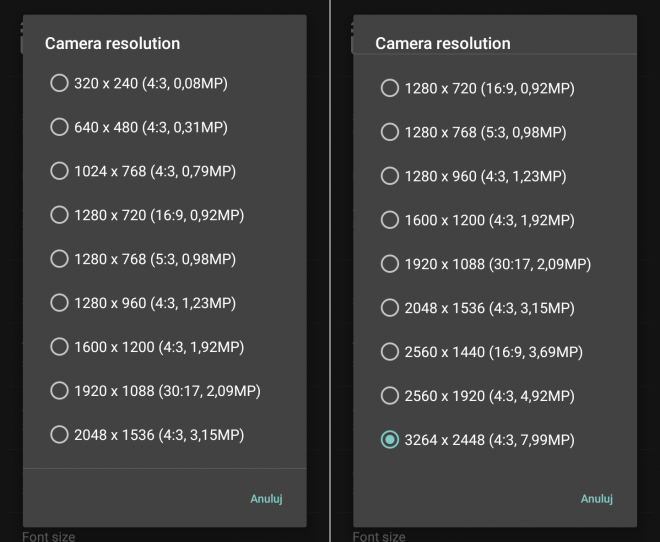 Camera resolution
320 x 240 (4:3, 0,08MP)
640 x 480 (4:3, 0,31MP)
1024 x 768 (4:3, 0,79MP)
1280 x 720 (16:9, 0,92MP)
1280 x 768 (5:3, 0,98MP)
1280 x 960 (4:3, 1,23MP)
1600 x 1200 (4:3, 1,92MP)
1920 x 1088 (30:17, 2,09MP)
2048 x 1536 (4:3, 3,15MP)
Anuluj
Font size
Camera resolution
1280 x 720 (16:9, 0,92MP)
1280 x 768 (5:3, 0,98MP)
1280 x 960 (4:3, 1,23MP)
1600 x 1200 (4:3, 1,92MP)
1920 x 1088 (30:17, 2,09MP)
2048 x 1536 (4:3, 3,15MP)
2560 x 1440 (16:9, 3,69MP)
2560 x 1920 (4:3, 4,92MP)
3264 x 2448 (4:3, 7,99MP)
Anuluj
Font size